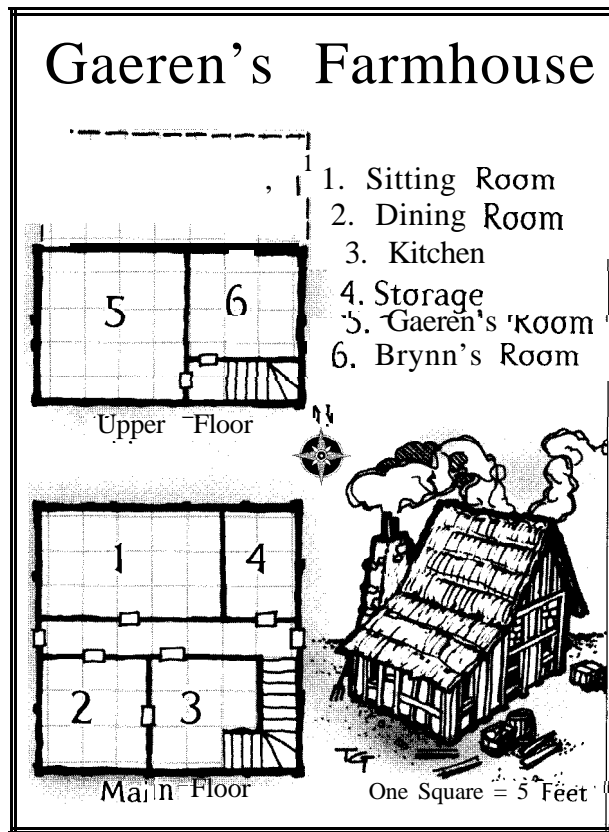 Gaeren's Farmhouse
1. Sitting Room
2. Dining Room
3. Kitchen
4. Storage
5. Gaeren's Room
6. Brynn's Room
5
6
Upper Floor
N
1
4
2
3
Main Floor
TG
One Square = 5 Feet